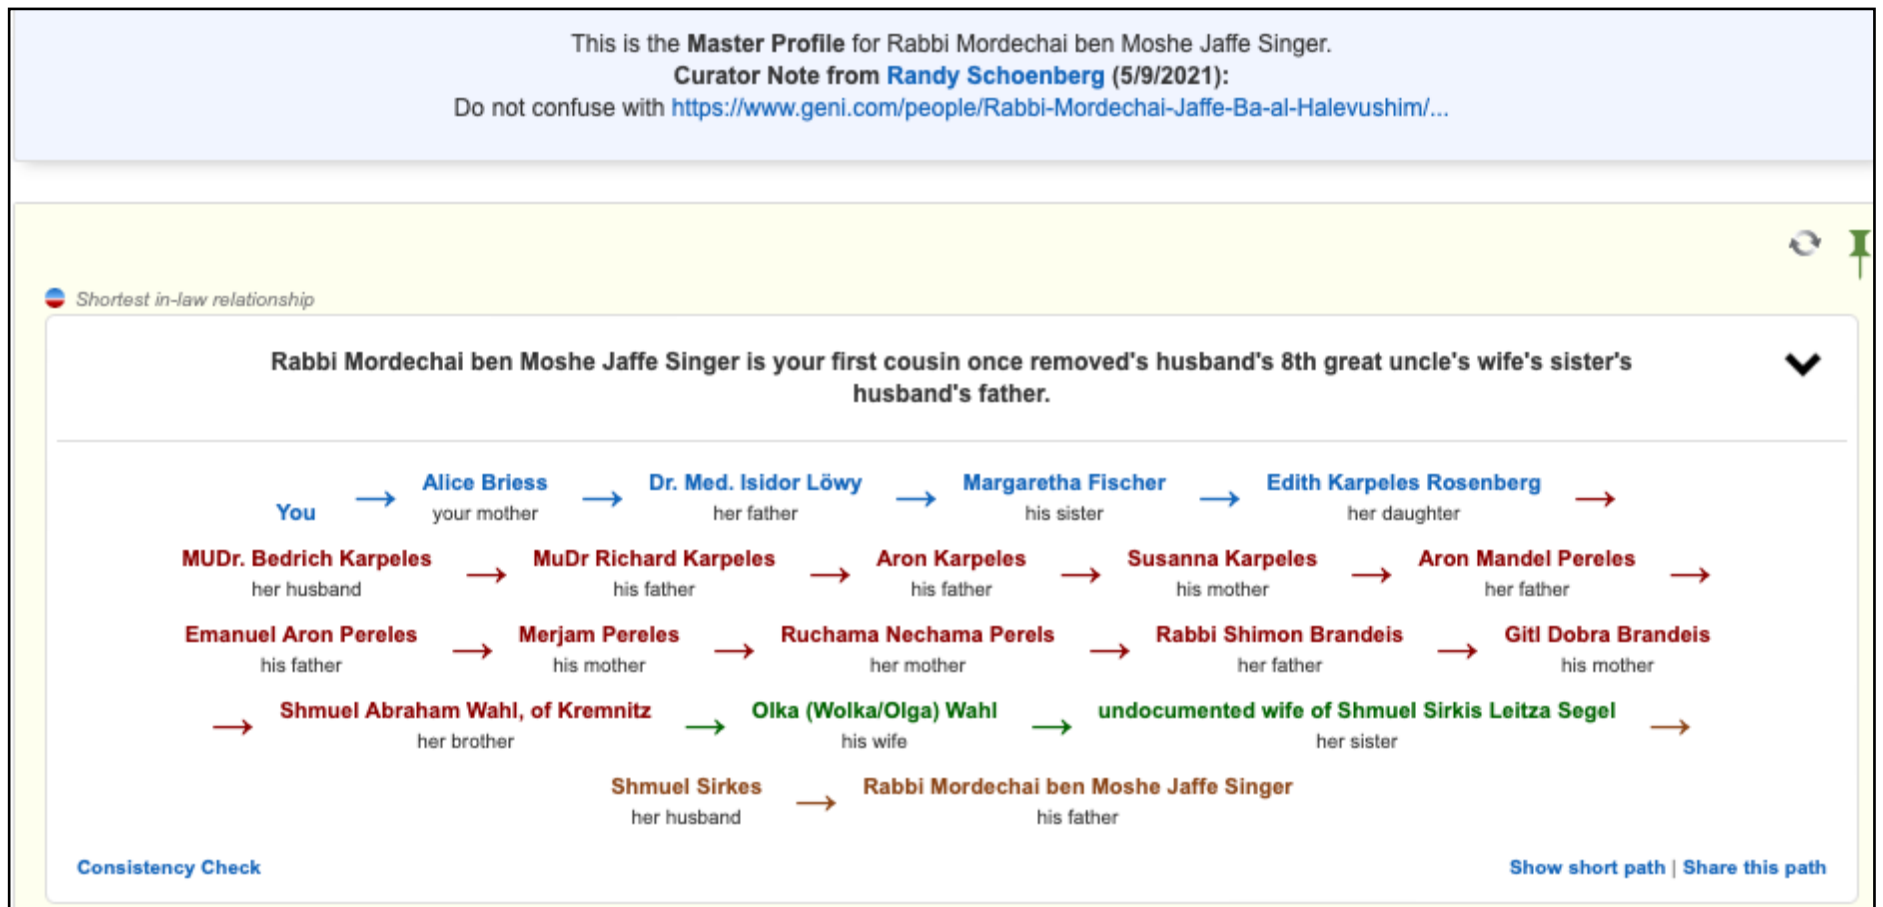 This is the Master Profile for Rabbi Mordechai ben Moshe Jaffe Singer.
Curator Note from Randy Schoenberg (5/9/2021):
Do not confuse with https://www.geni.com/people/Rabbi-Mordechai-Jaffe-Ba-al-Halevushim/...
Shortest in-law relationship
Rabbi Mordechai ben Moshe Jaffe Singer is your first cousin once removed's husband's 8th great uncle's wife's sister's
husband's father.
You → Alice Briess → Dr. Med. Isidor Löwy → Margaretha Fischer → Edith Karpeles Rosenberg →
your mother her father his sister her daughter
MUDr. Bedrich Karpeles → MuDr Richard Karpeles → Aron Karpeles → Susanna Karpeles → Aron Mandel Pereles →
her husband his father his father his mother her father
Emanuel Aron Pereles → Merjam Pereles → Ruchama Nechama Perels → Rabbi Shimon Brandeis → Gitl Dobra Brandeis
his father his mother her mother her father his mother
→ Shmuel Abraham Wahl, of Kremnitz → Olka (Wolka/Olga) Wahl → undocumented wife of Shmuel Sirkis Leitza Segel →
her brother his wife her sister
Shmuel Sirkes → Rabbi Mordechai ben Moshe Jaffe Singer
her husband his father
Consistency Check Show short path | Share this path